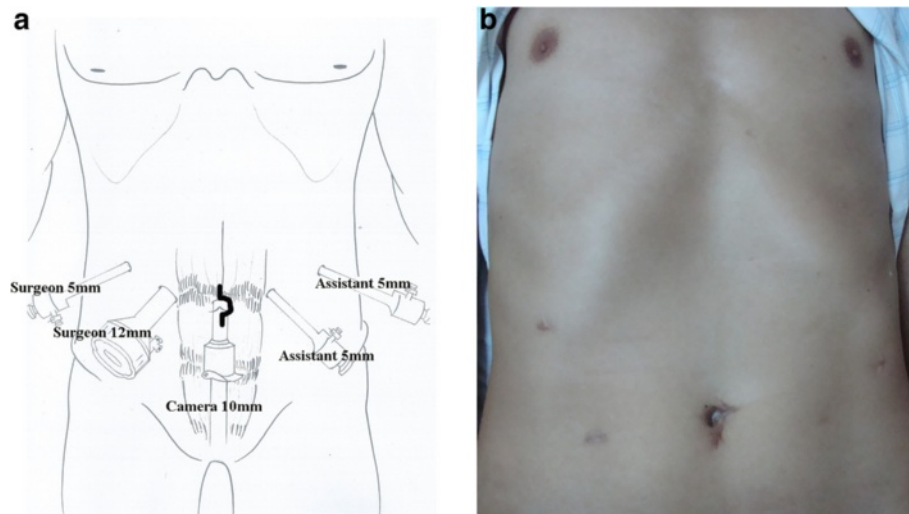 a
b
Surgeon 5mm
Assistant 5mm
Surgeon 12mm
Assistant 5mm
Camera 10mm